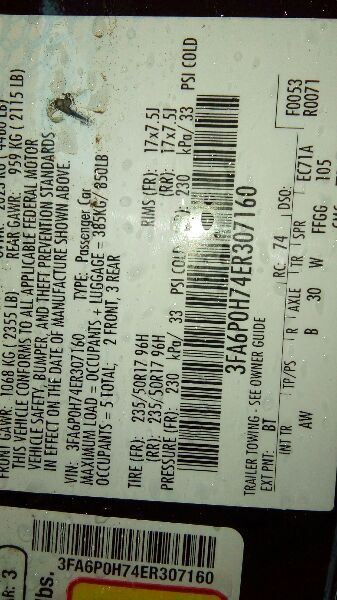 FRONT GAWR: 1068 KG ( 2355 LB) REAR GAWR: 959 KG ( 2115 LB)
THIS VEHICLE CONFORMS TO ALL APPLICABLE FEDERAL MOTOR
VEHICLE SAFETY, BUMPER, AND THEFT PREVENTION STANDARDS
IN EFFECT ON THE DATE OF MANUFACTURE SHOWN ABOVE.
VIN: 3FA6P0H74ER307160 TYPE: Passenger Car
MAXIMUM LOAD = OCCUPANTS + LUGGAGE = 385KG/ 850LB
OCCUPANTS = 5 TOTAL; 2 FRONT, 3 REAR
TIRE (FR): 235/50R17 96H RIMS (FR): 17x7.5J
(RR): 235/50R17 96H (RR): 17x7.5J
PRESSURE (FR): 230 kPa/ 33 PSI COLD (RR): 230 kPa/ 33 PSI COLD
3FA6P0H74ER307160
TRAILER TOWING - SEE OWNER GUIDE
F0053
R0071
EXT PNT: BT RC: 74 DSO: EC71A
INT TR TP/PS R AXLE TR SPR 105
AW B 30 W FFGG
3FA6P0H74ER307160
R: 3
lbs.